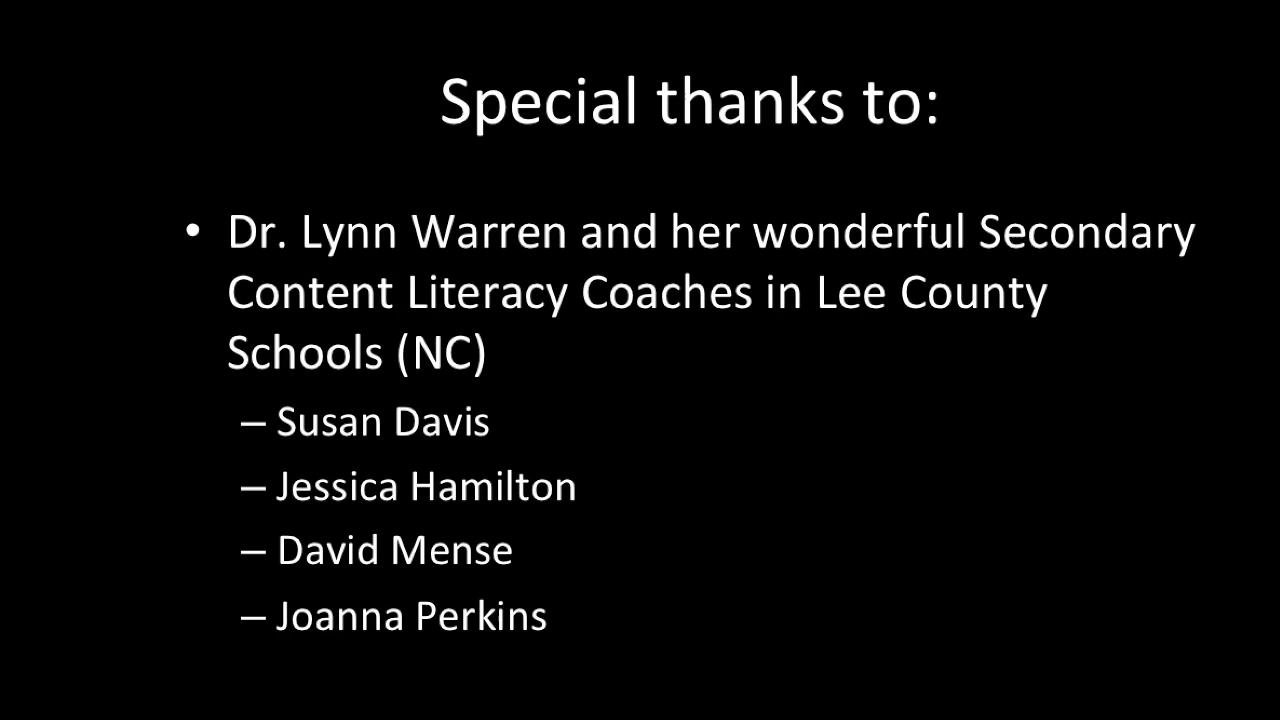 Special thanks to:
• Dr. Lynn Warren and her wonderful Secondary
Content Literacy Coaches in Lee County
Schools (NC)
– Susan Davis
– Jessica Hamilton
– David Mense
– Joanna Perkins